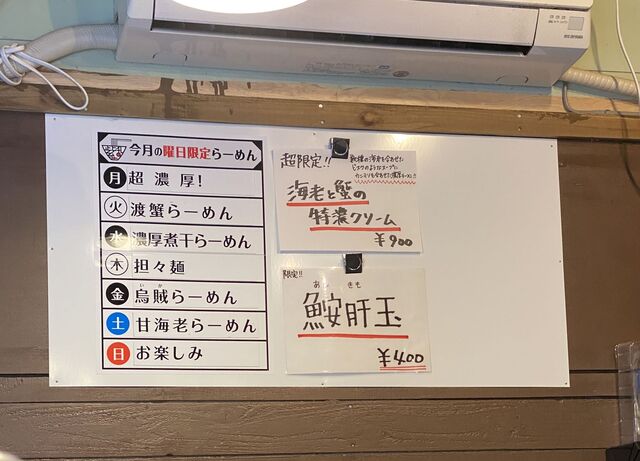 今月の曜日限定らーめん
月 超濃厚!
火 渡蟹らーめん
水 濃厚煮干らーめん
木 担々麺
いか
金 烏賊らーめん
土 甘海老らーめん
日 お楽しみ
超限定!!
海老と蟹の
特濃クリーム
¥900
限定!!
あん きも
鮟肝玉
¥400